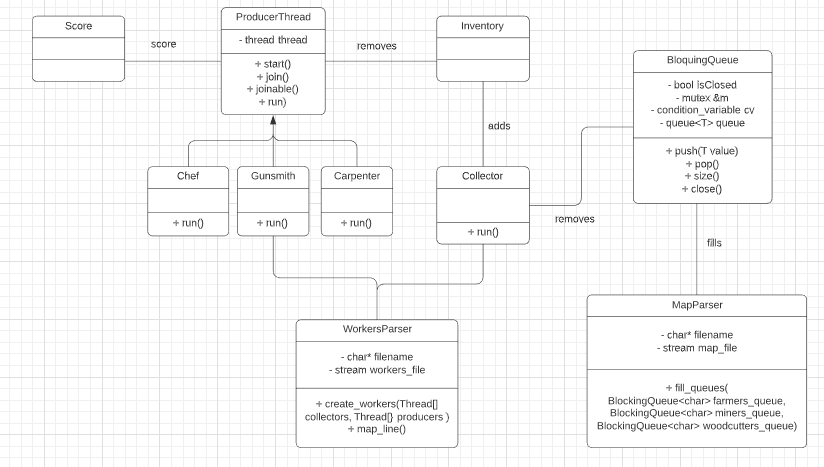 Score
score
ProducerThread
- thread thread
+ start()
+ join()
+ joinable()
+ run)
removes
Inventory
adds
BloquingQueue
- bool isClosed
- mutex &m
- condition_variable cv
- queue<T> queue
+ push(T value)
+ pop()
+ size()
+ close()
Chef
+ run()
Gunsmith
+ run()
Carpenter
+ run()
Collector
+ run()
removes
fills
WorkersParser
- char* filename
- stream workers_file
+ create_workers(Thread[]
collectors, Thread[} producers )
+ map_line()
MapParser
- char* filename
- stream map_file
+ fill_queues(
BlockingQueue<char> farmers_queue,
BlockingQueue<char> miners_queue,
BlockingQueue<char> woodcutters_queue)